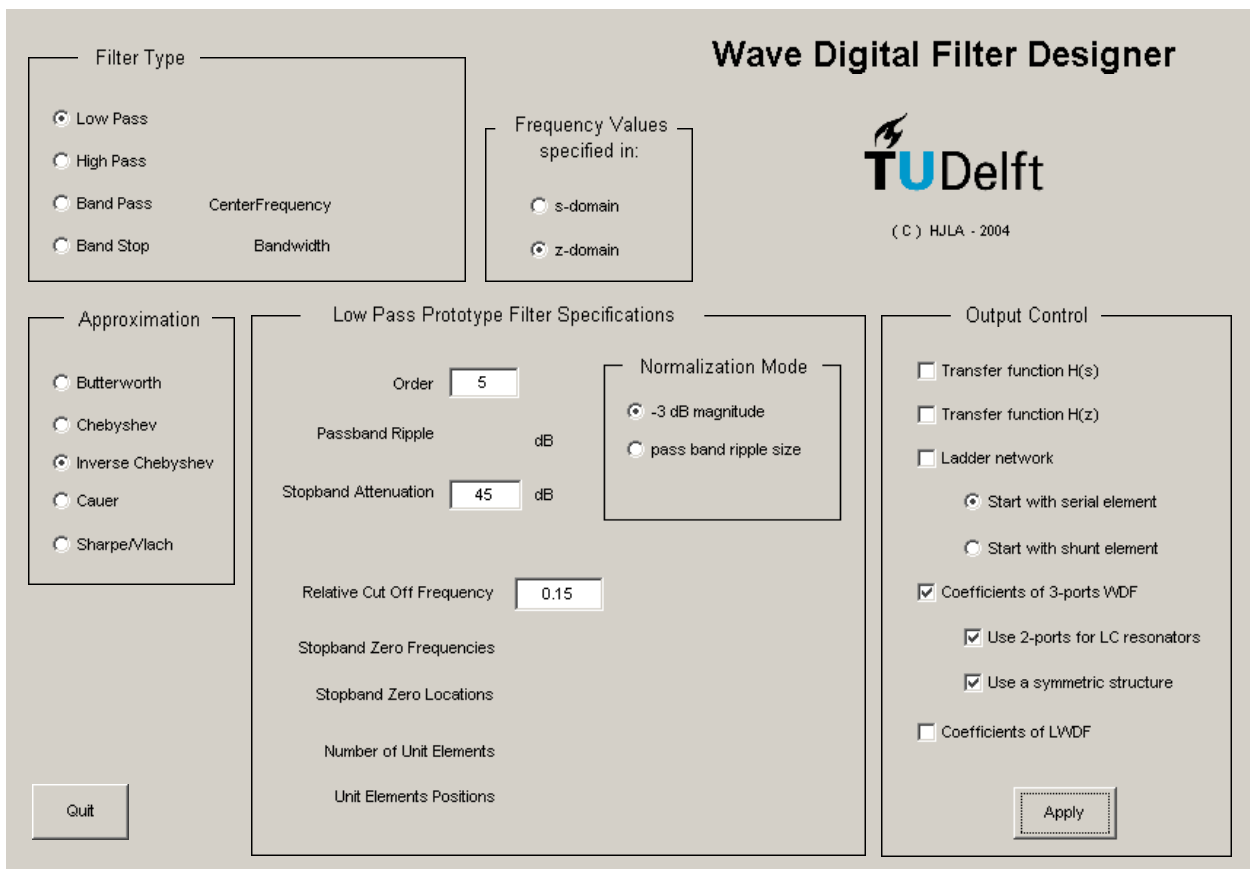 Wave Digital Filter Designer
TUDelft
( C ) HJLA - 2004
Filter Type
Low Pass
High Pass
Band Pass CenterFrequency
Band Stop Bandwidth
Frequency Values
specified in:
s-domain
z-domain
Approximation
Butterworth
Chebyshev
Inverse Chebyshev
Cauer
Sharpe/Vlach
Low Pass Prototype Filter Specifications
Order 5
Passband Ripple dB
Stopband Attenuation 45 dB
Normalization Mode
-3 dB magnitude
pass band ripple size
Relative Cut Off Frequency 0.15
Stopband Zero Frequencies
Stopband Zero Locations
Number of Unit Elements
Unit Elements Positions
Output Control
Transfer function H(s)
Transfer function H(z)
Ladder network
Start with serial element
Start with shunt element
Coefficients of 3-ports WDF
Use 2-ports for LC resonators
Use a symmetric structure
Coefficients of LWDF
Quit
Apply